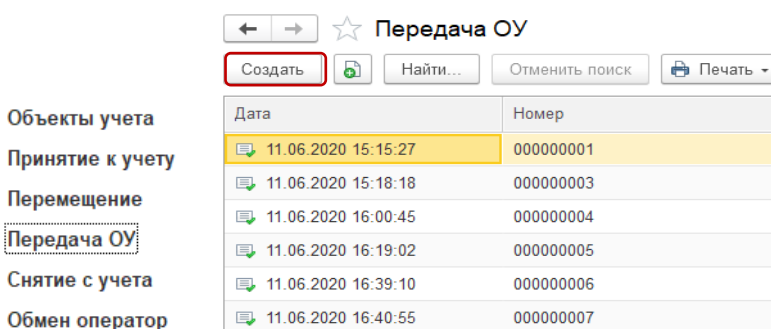 Передача ОУ
Создать Найти... Отменить поиск Печать
Объекты учета
Принятие к учету
Перемещение
Передача ОУ
Снятие с учета
Обмен оператор
Дата Номер
11.06.2020 15:15:27 000000001
11.06.2020 15:18:18 000000003
11.06.2020 16:00:45 000000004
11.06.2020 16:19:02 000000005
11.06.2020 16:39:10 000000006
11.06.2020 16:40:55 000000007